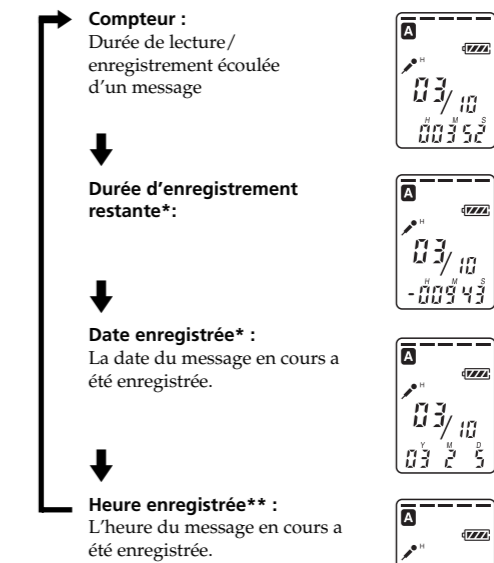 Compteur :
Durée de lecture/
enregistrement écoulée
d'un message
A
H
03/10
H M S
00352
Durée d'enregistrement
restante*:
A
H
03/10
H M S
-00943
Date enregistrée* :
La date du message en cours a
été enregistrée.
A
H
03/10
Y M D
03 2 5
Heure enregistrée** :
L'heure du message en cours a
été enregistrée.
A
H